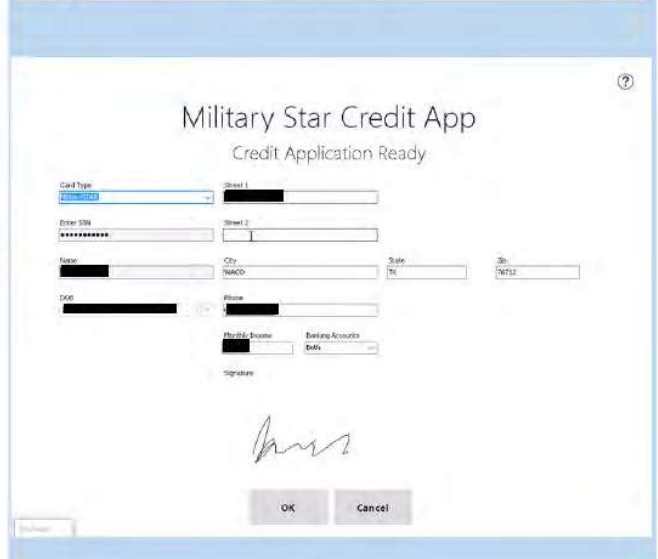 ?
Military Star Credit App
Credit Application Ready
Card Type
Street 1
Enter SSN
Street 2
•••••••••••
Name
City
State
Zip
WACO
TX
76712
DOB
Phone
Monthly Income
Banking Accounts
Both
Signature
OK
Cancel